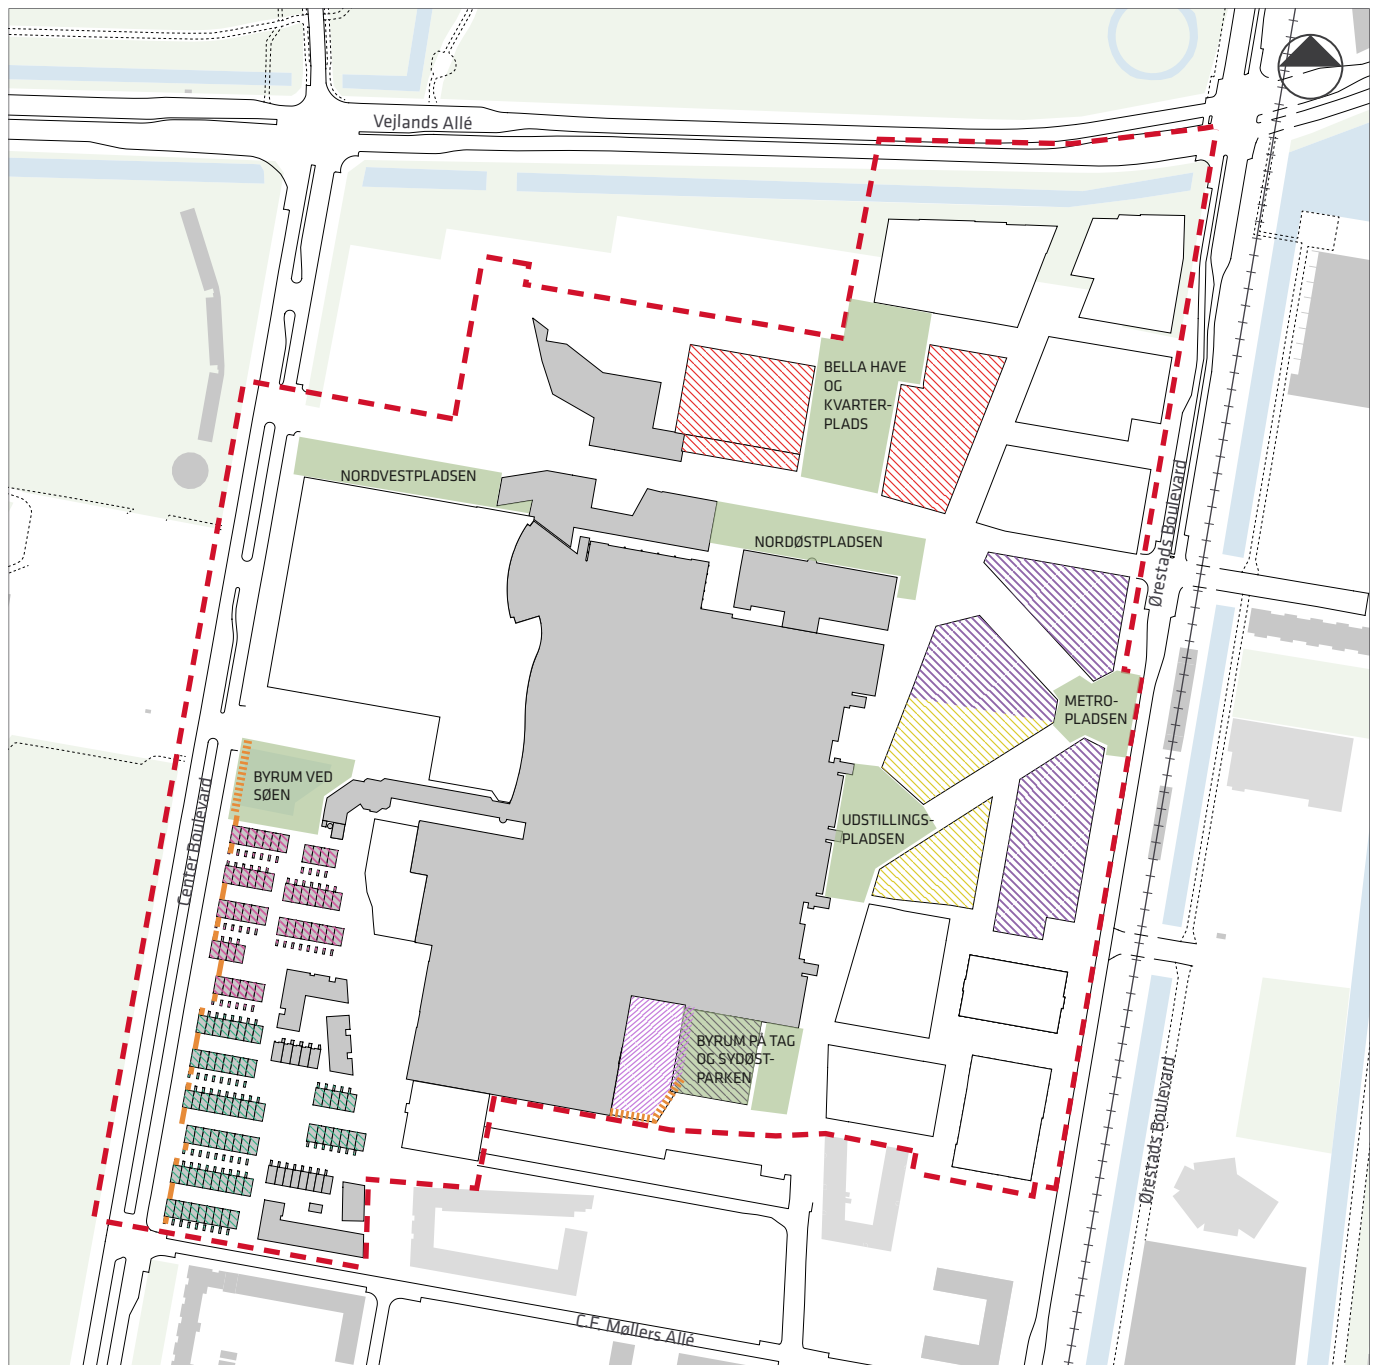 Vejlands Allé
BELLA HAVE
OG
KVARTER-
PLADS
NORDVESTPLADSEN
NORDØSTPLADSEN
Ørestads Boulevard
METRO-
PLADSEN
BYRUM VED
SØEN
UDSTILLINGS-
PLADSEN
Center Boulevard
BYRUM PÅ TAG
OG SYDØST-
PARKEN
Ørestads Boulevard
C.F. Møllers Allé